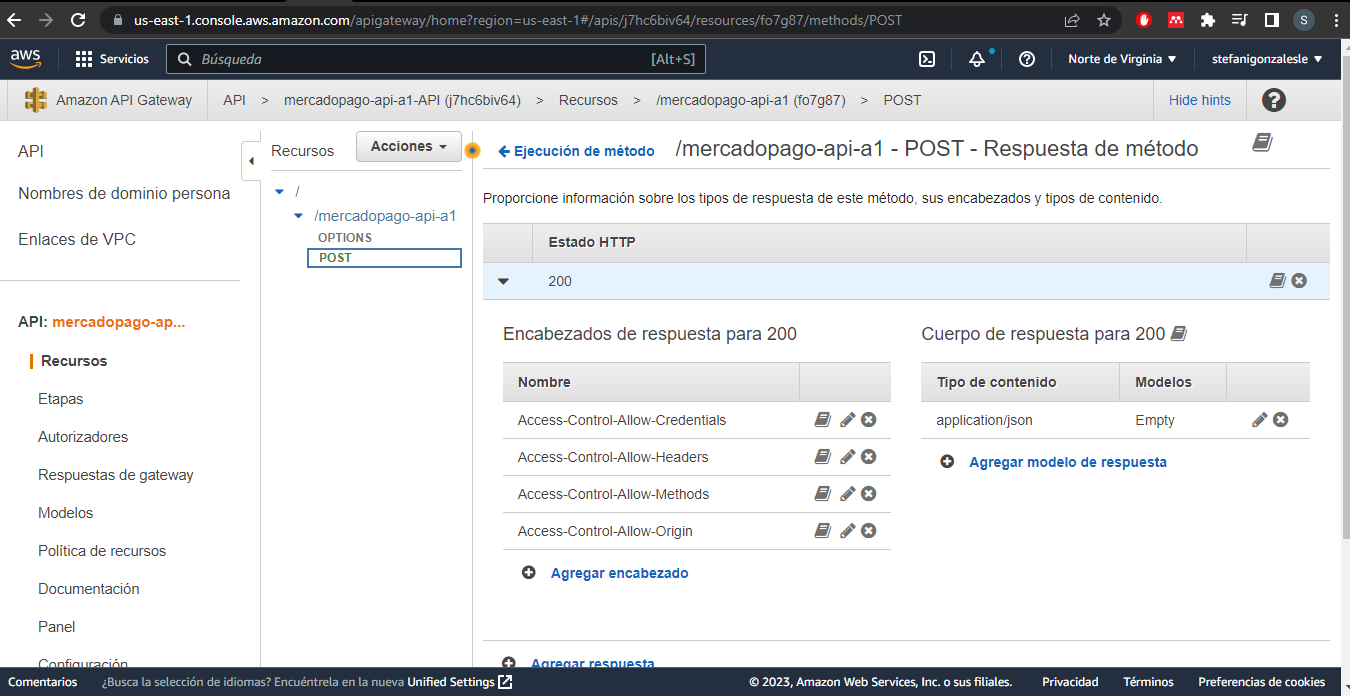 us-east-1.console.aws.amazon.com/apigateway/home?region=us-east-1#/apis/j7hc6biv64/resources/fo7g87/methods/POST
S
aws Servicios Búsqueda [Alt+S] Norte de Virginia stefanigonzalesle
Amazon API Gateway API > mercadopago-api-a1-API (j7hc6biv64) > Recursos > /mercadopago-api-a1 (fo7g87) > POST Hide hints ?
API
Nombres de dominio persona
Enlaces de VPC
API: mercadopago-ap...
Recursos
Etapas
Autorizadores
Respuestas de gateway
Modelos
Política de recursos
Documentación
Panel
Configuración
Recursos Acciones
/
/mercadopago-api-a1
OPTIONS
POST
Ejecución de método /mercadopago-api-a1 - POST - Respuesta de método
Proporcione información sobre los tipos de respuesta de este método, sus encabezados y tipos de contenido.
Estado HTTP
200
Encabezados de respuesta para 200
Nombre
Access-Control-Allow-Credentials
Access-Control-Allow-Headers
Access-Control-Allow-Methods
Access-Control-Allow-Origin
Agregar encabezado
Cuerpo de respuesta para 200
Tipo de contenido Modelos
application/json Empty
Agregar modelo de respuesta
Agregar respuesta
Comentarios ¿Busca la selección de idiomas? Encuéntrela en la nueva Unified Settings © 2023, Amazon Web Services, Inc. o sus filiales. Privacidad Términos Preferencias de cookies